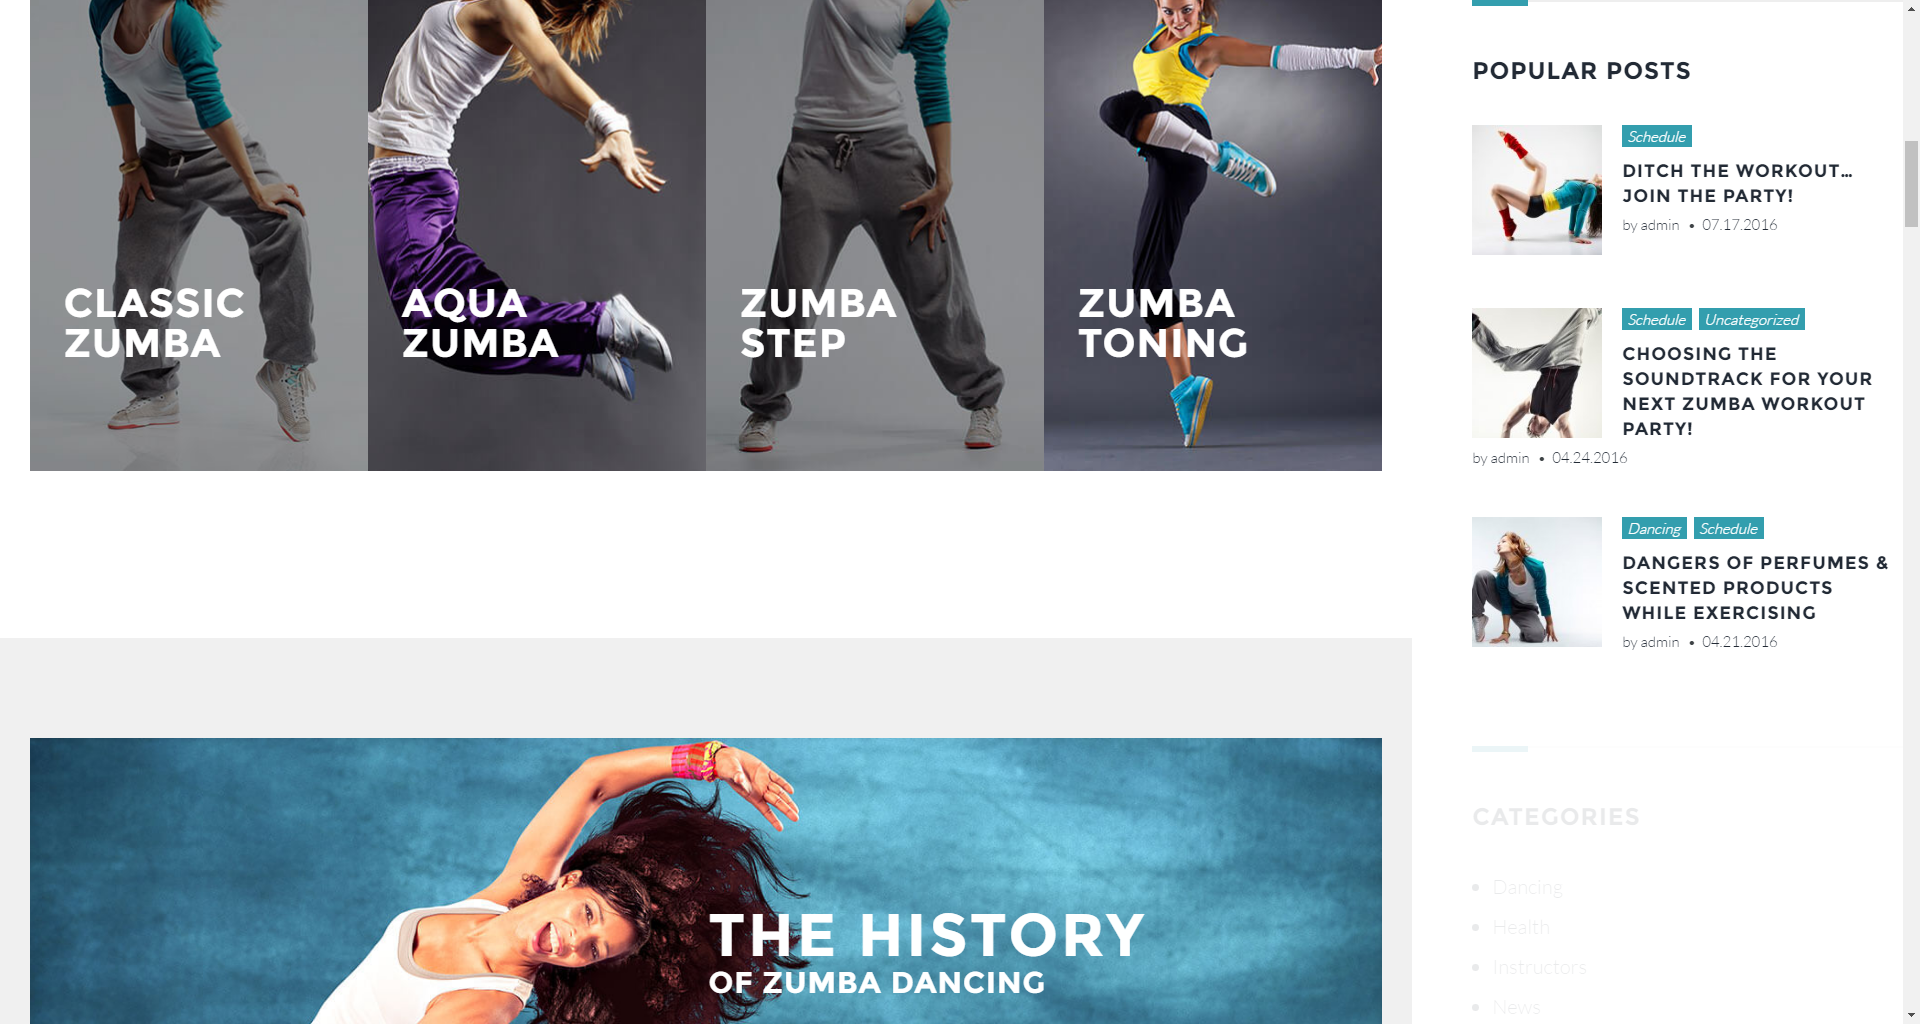 CLASSIC
ZUMBA
AQUA
ZUMBA
ZUMBA
STEP
ZUMBA
TONING
THE HISTORY
OF ZUMBA DANCING
POPULAR POSTS
Schedule
DITCH THE WORKOUT...
JOIN THE PARTY!
by admin • 07.17.2016
Schedule Uncategorized
CHOOSING THE
SOUNDTRACK FOR YOUR
NEXT ZUMBA WORKOUT
PARTY!
by admin • 04.24.2016
Dancing Schedule
DANGERS OF PERFUMES &
SCENTED PRODUCTS
WHILE EXERCISING
by admin • 04.21.2016
CATEGORIES
Dancing
Health
Instructors
News